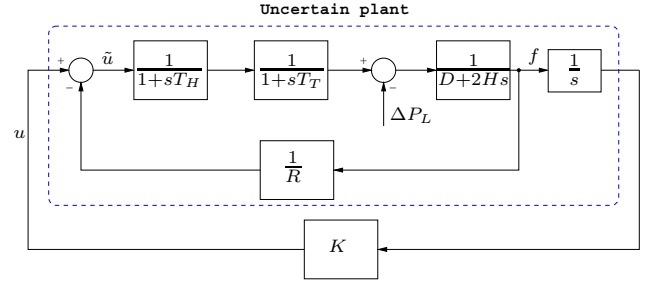 Uncertain plant
+ − ũ 1/(1+sT_H) 1/(1+sT_T) + − 1/(D+2Hs) f 1/s
ΔP_L
u
1/R
K